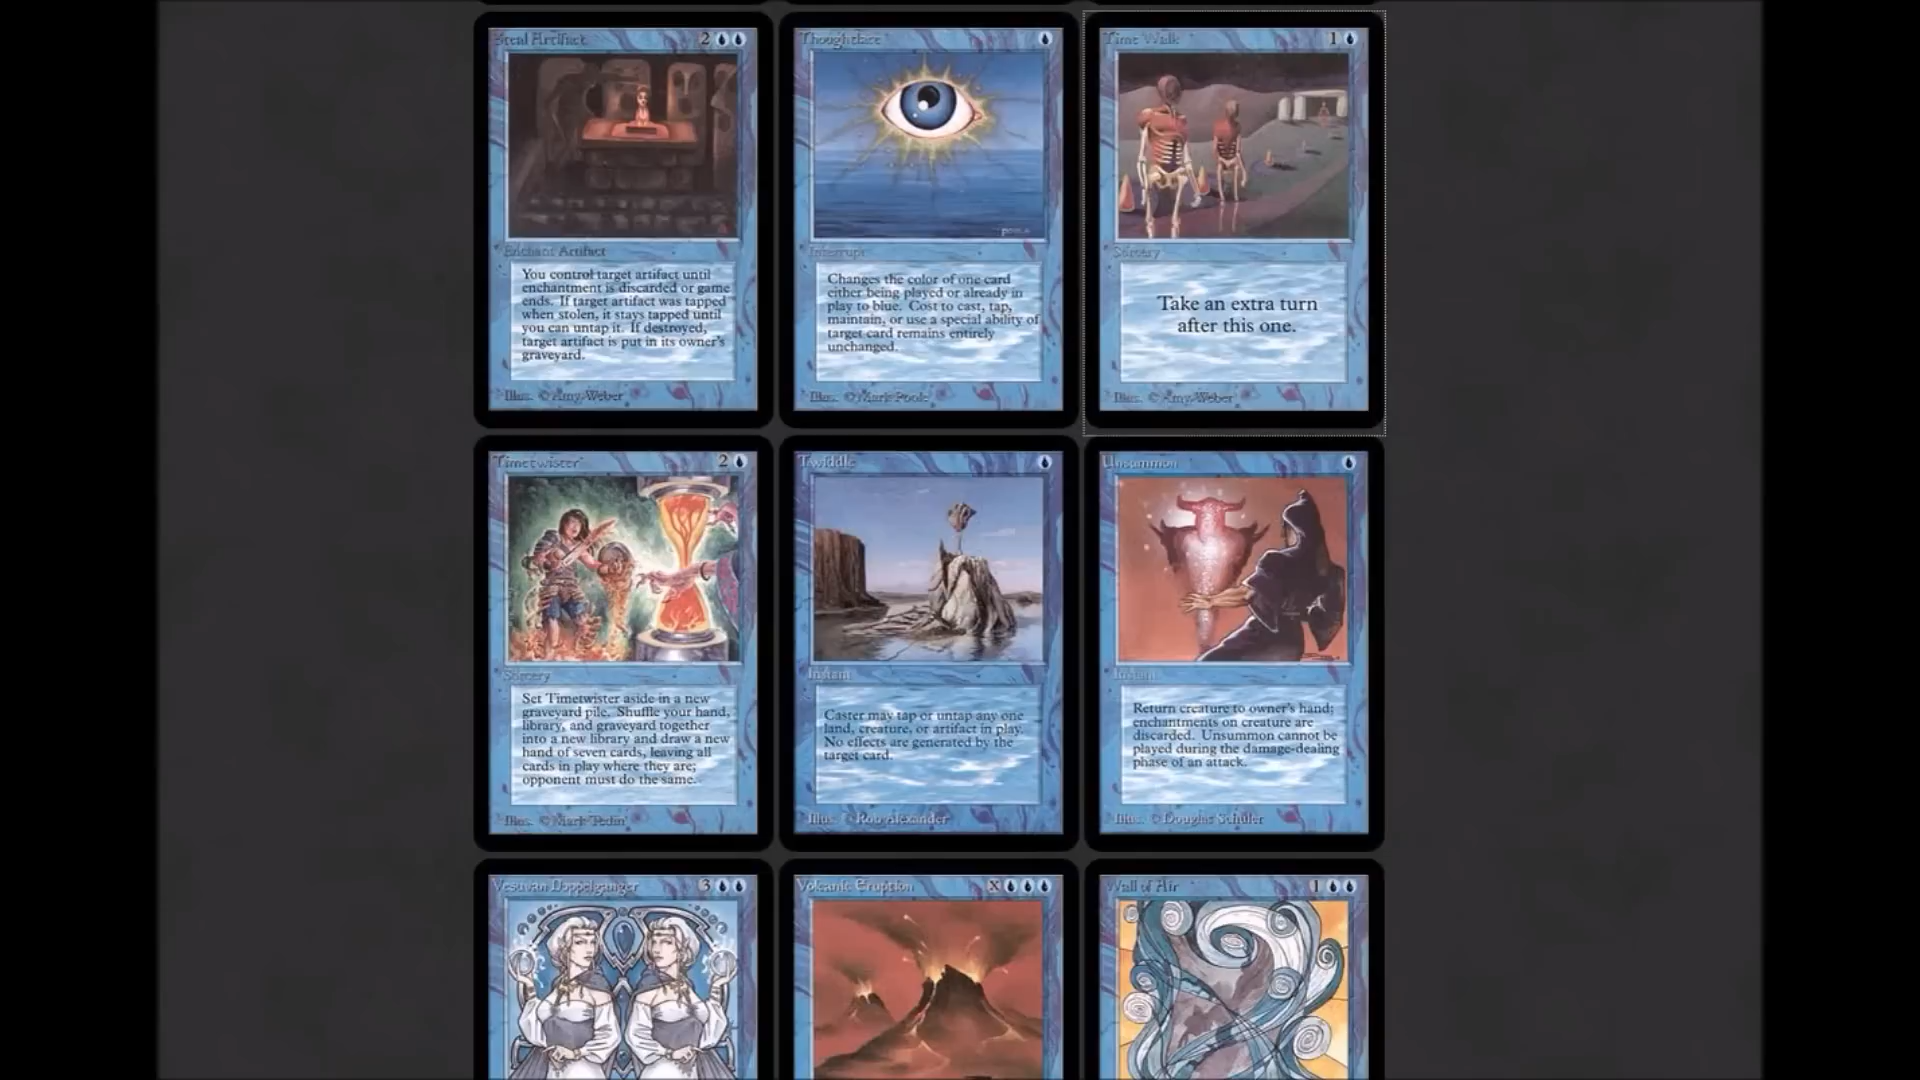 Steal Artifact 2
Enchant Artifact
You control target artifact until
enchantment is discarded or game
ends. If target artifact was tapped
when stolen, it stays tapped until
you can untap it. If destroyed,
target artifact is put in its owner's
graveyard.
Illus. © Amy Weber
Thoughtlace
poole
Interrupt
Changes the color of one card
either being played or already in
play to blue. Cost to cast, tap,
maintain, or use a special ability of
target card remains entirely
unchanged.
Illus. © Mark Poole
Time Walk 1
Sorcery
Take an extra turn
after this one.
Illus. © Amy Weber
Timetwister 2
Sorcery
Set Timetwister aside in a new
graveyard pile. Shuffle your hand,
library, and graveyard together
into a new library and draw a new
hand of seven cards, leaving all
cards in play where they are;
opponent must do the same.
Illus. © Mark Tedin
Twiddle
Instant
Caster may tap or untap any one
land, creature, or artifact in play.
No effects are generated by the
target card.
Illus. © Rob Alexander
Unsummon
Instant
Return creature to owner's hand;
enchantments on creature are
discarded. Unsummon cannot be
played during the damage-dealing
phase of an attack.
Illus. © Douglas Schuler
Vesuvan Doppelganger 3
Volcanic Eruption X
Wall of Air 1